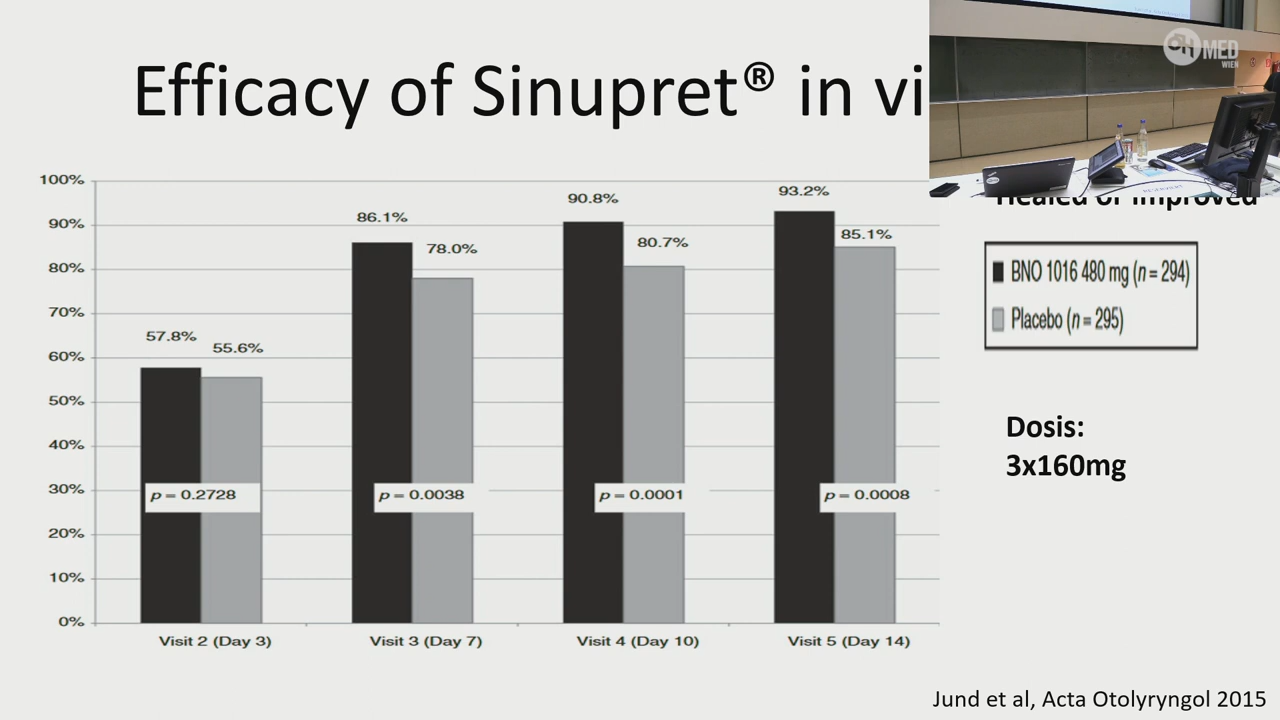 Efficacy of Sinupret® in vi
MED
WIEN
Healed or improved
100%
90%
80%
70%
60%
50%
40%
30%
20%
10%
0%
57.8%
55.6%
86.1%
78.0%
90.8%
80.7%
93.2%
85.1%
p = 0.2728
p = 0.0038
p = 0.0001
p = 0.0008
Visit 2 (Day 3)
Visit 3 (Day 7)
Visit 4 (Day 10)
Visit 5 (Day 14)
BNO 1016 480 mg (n = 294)
Placebo (n = 295)
Dosis:
3x160mg
Jund et al, Acta Otolyryngol 2015